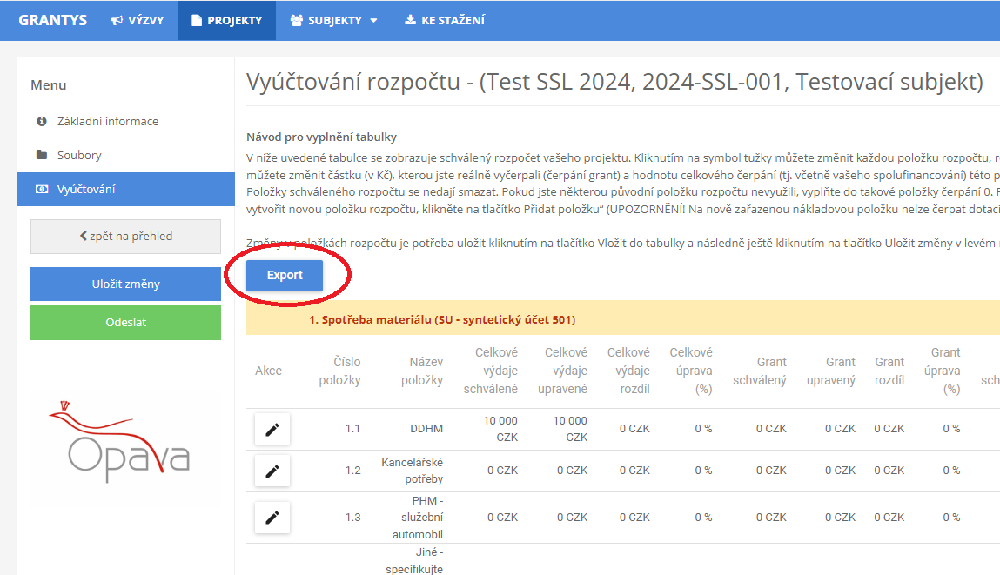 GRANTYS VÝZVY PROJEKTY SUBJEKTY KE STAŽENÍ
Menu
Základní informace
Soubory
Vyúčtování
zpět na přehled
Uložit změny
Odeslat
Opava
Vyúčtování rozpočtu - (Test SSL 2024, 2024-SSL-001, Testovací subjekt)
Návod pro vyplnění tabulky
V níže uvedené tabulce se zobrazuje schválený rozpočet vašeho projektu. Kliknutím na symbol tužky můžete změnit každou položku rozpočtu,
můžete změnit částku (v Kč), kterou jste reálně vyčerpali (čerpání grant) a hodnotu celkového čerpání (tj. včetně vašeho spolufinancování) této
Položky schváleného rozpočtu se nedají smazat. Pokud jste některou původní položku rozpočtu nevyužili, vyplňte do takové položky čerpání 0.
vytvořit novou položku rozpočtu, klikněte na tlačítko Přidat položku“ (UPOZORNĚNÍ! Na nově zařazenou nákladovou položku nelze čerpat
Změny v položkách rozpočtu je potřeba uložit kliknutím na tlačítko Vložit do tabulky a následně ještě kliknutím na tlačítko Uložit změny v levém
Export
1. Spotřeba materiálu (SU - syntetický účet 501)
Celkové Celkové Celkové Celkové Grant
Akce Číslo Název výdaje výdaje výdaje úprava Grant Grant Grant úprava
položky položky schválené upravené rozdíl (%) schválený upravený rozdíl (%) sch
1.1 DDHM 10 000 CZK 10 000 CZK 0 CZK 0 % 0 CZK 0 CZK 0 CZK 0 %
Kancelářské
1.2 potřeby 0 CZK 0 CZK 0 CZK 0 % 0 CZK 0 CZK 0 CZK 0 %
PHM -
1.3 služební 0 CZK 0 CZK 0 CZK 0 % 0 CZK 0 CZK 0 CZK 0 %
automobil
Jiné -
specifikujte